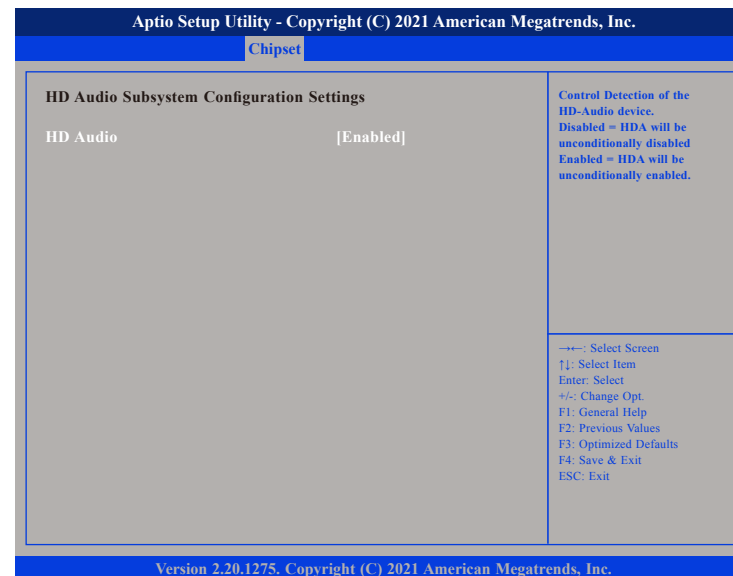 Aptio Setup Utility - Copyright (C) 2021 American Megatrends, Inc.
Chipset
HD Audio Subsystem Configuration Settings
HD Audio [Enabled]
Control Detection of the
HD-Audio device.
Disabled = HDA will be
unconditionally disabled
Enabled = HDA will be
unconditionally enabled.
→←: Select Screen
↑↓: Select Item
Enter: Select
+/-: Change Opt.
F1: General Help
F2: Previous Values
F3: Optimized Defaults
F4: Save & Exit
ESC: Exit
Version 2.20.1275. Copyright (C) 2021 American Megatrends, Inc.